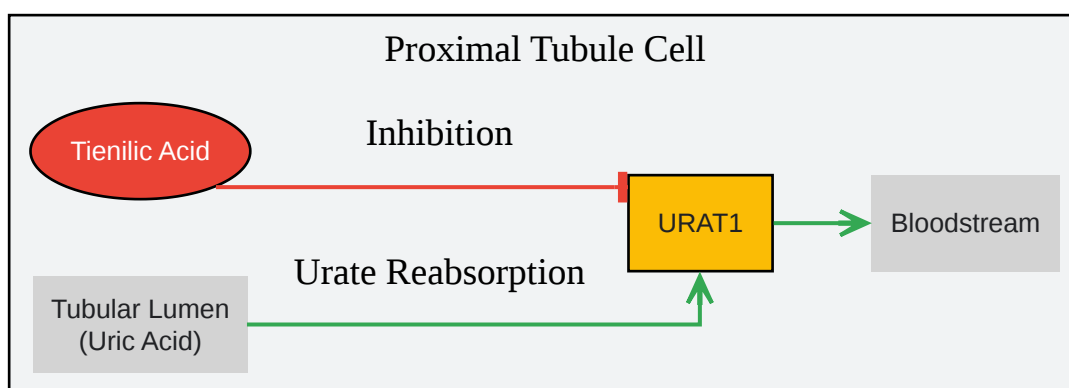 Proximal Tubule Cell
Inhibition
Tienilic Acid
URAT1
Bloodstream
Urate Reabsorption
Tubular Lumen
(Uric Acid)